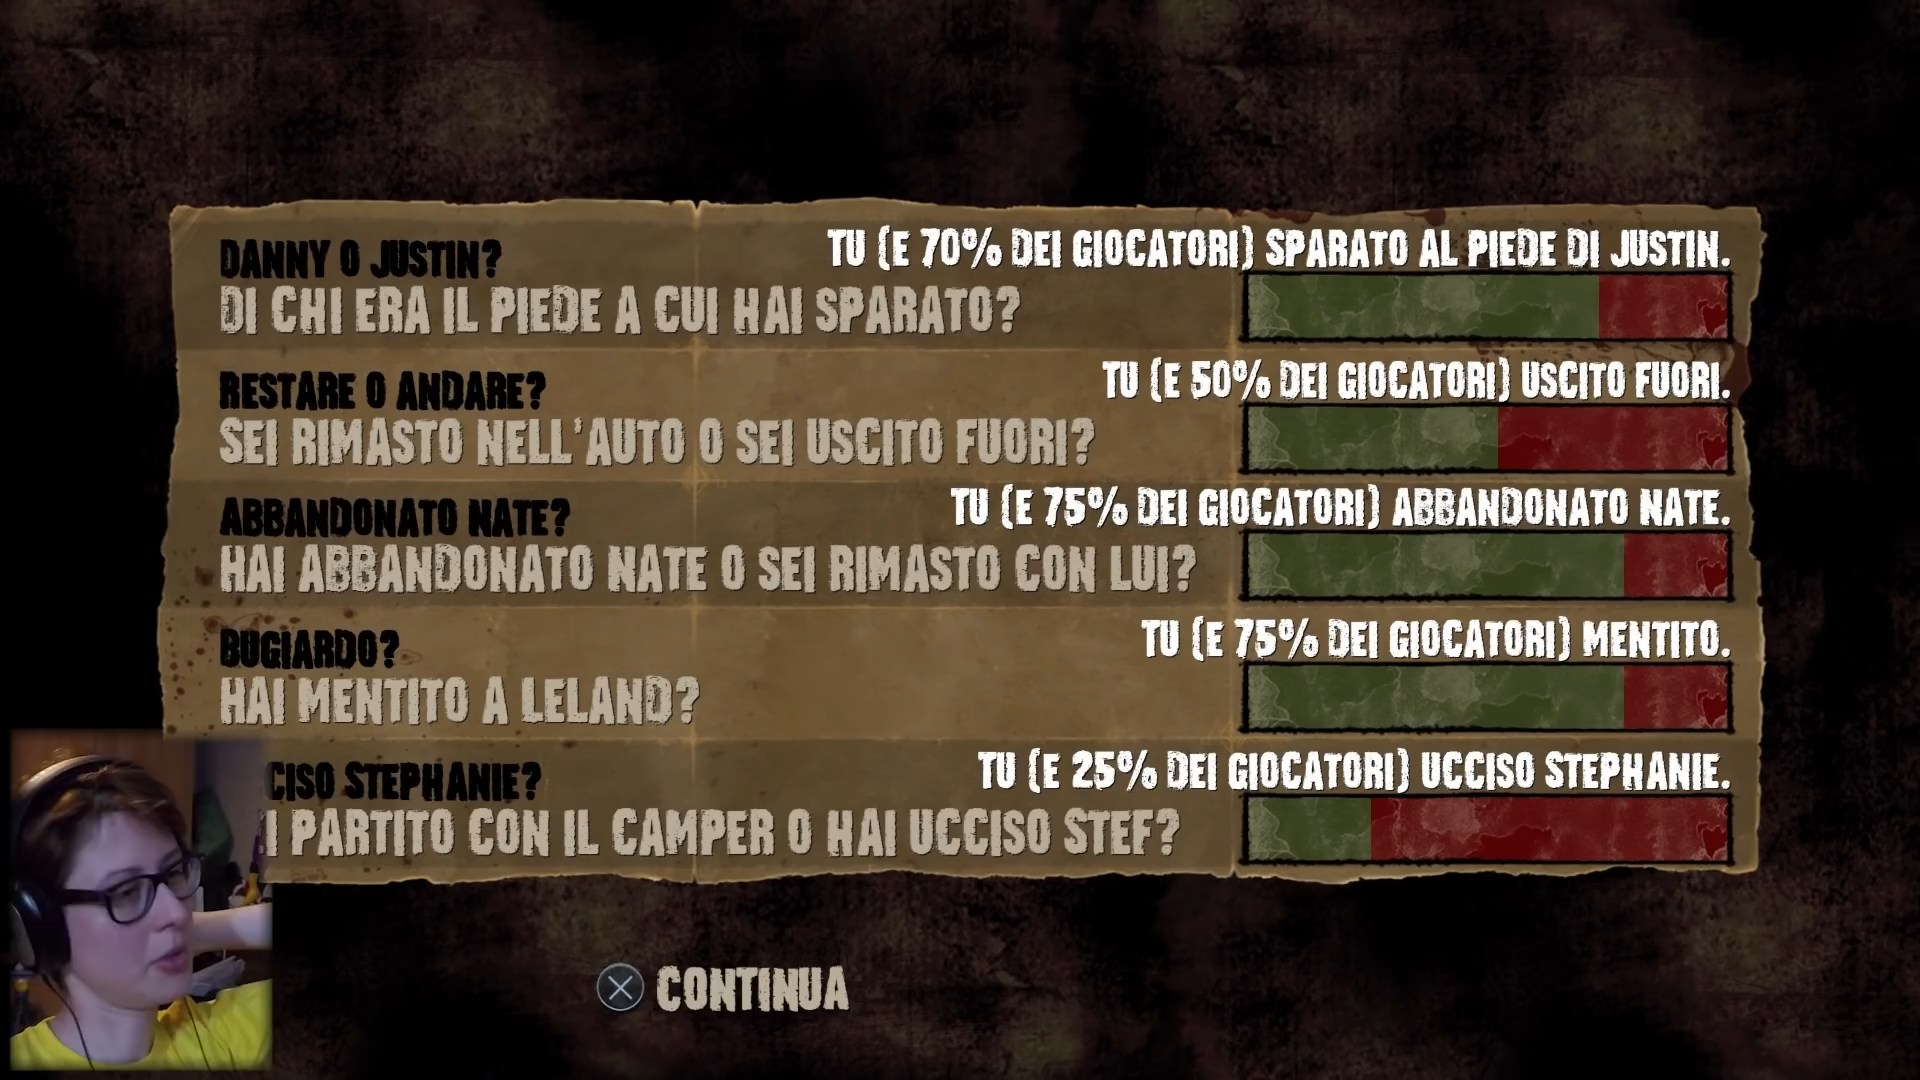 DANNY O JUSTIN?
TU (E 70% DEI GIOCATORI) SPARATO AL PIEDE DI JUSTIN.
DI CHI ERA IL PIEDE A CUI HAI SPARATO?
RESTARE O ANDARE?
TU (E 50% DEI GIOCATORI) USCITO FUORI.
SEI RIMASTO NELL'AUTO O SEI USCITO FUORI?
ABBANDONATO NATE?
TU (E 75% DEI GIOCATORI) ABBANDONATO NATE.
HAI ABBANDONATO NATE O SEI RIMASTO CON LUI?
BUGIARDO?
TU (E 75% DEI GIOCATORI) MENTITO.
HAI MENTITO A LELAND?
CISO STEPHANIE?
TU (E 25% DEI GIOCATORI) UCCISO STEPHANIE.
I PARTITO CON IL CAMPER O HAI UCCISO STEF?
CONTINUA